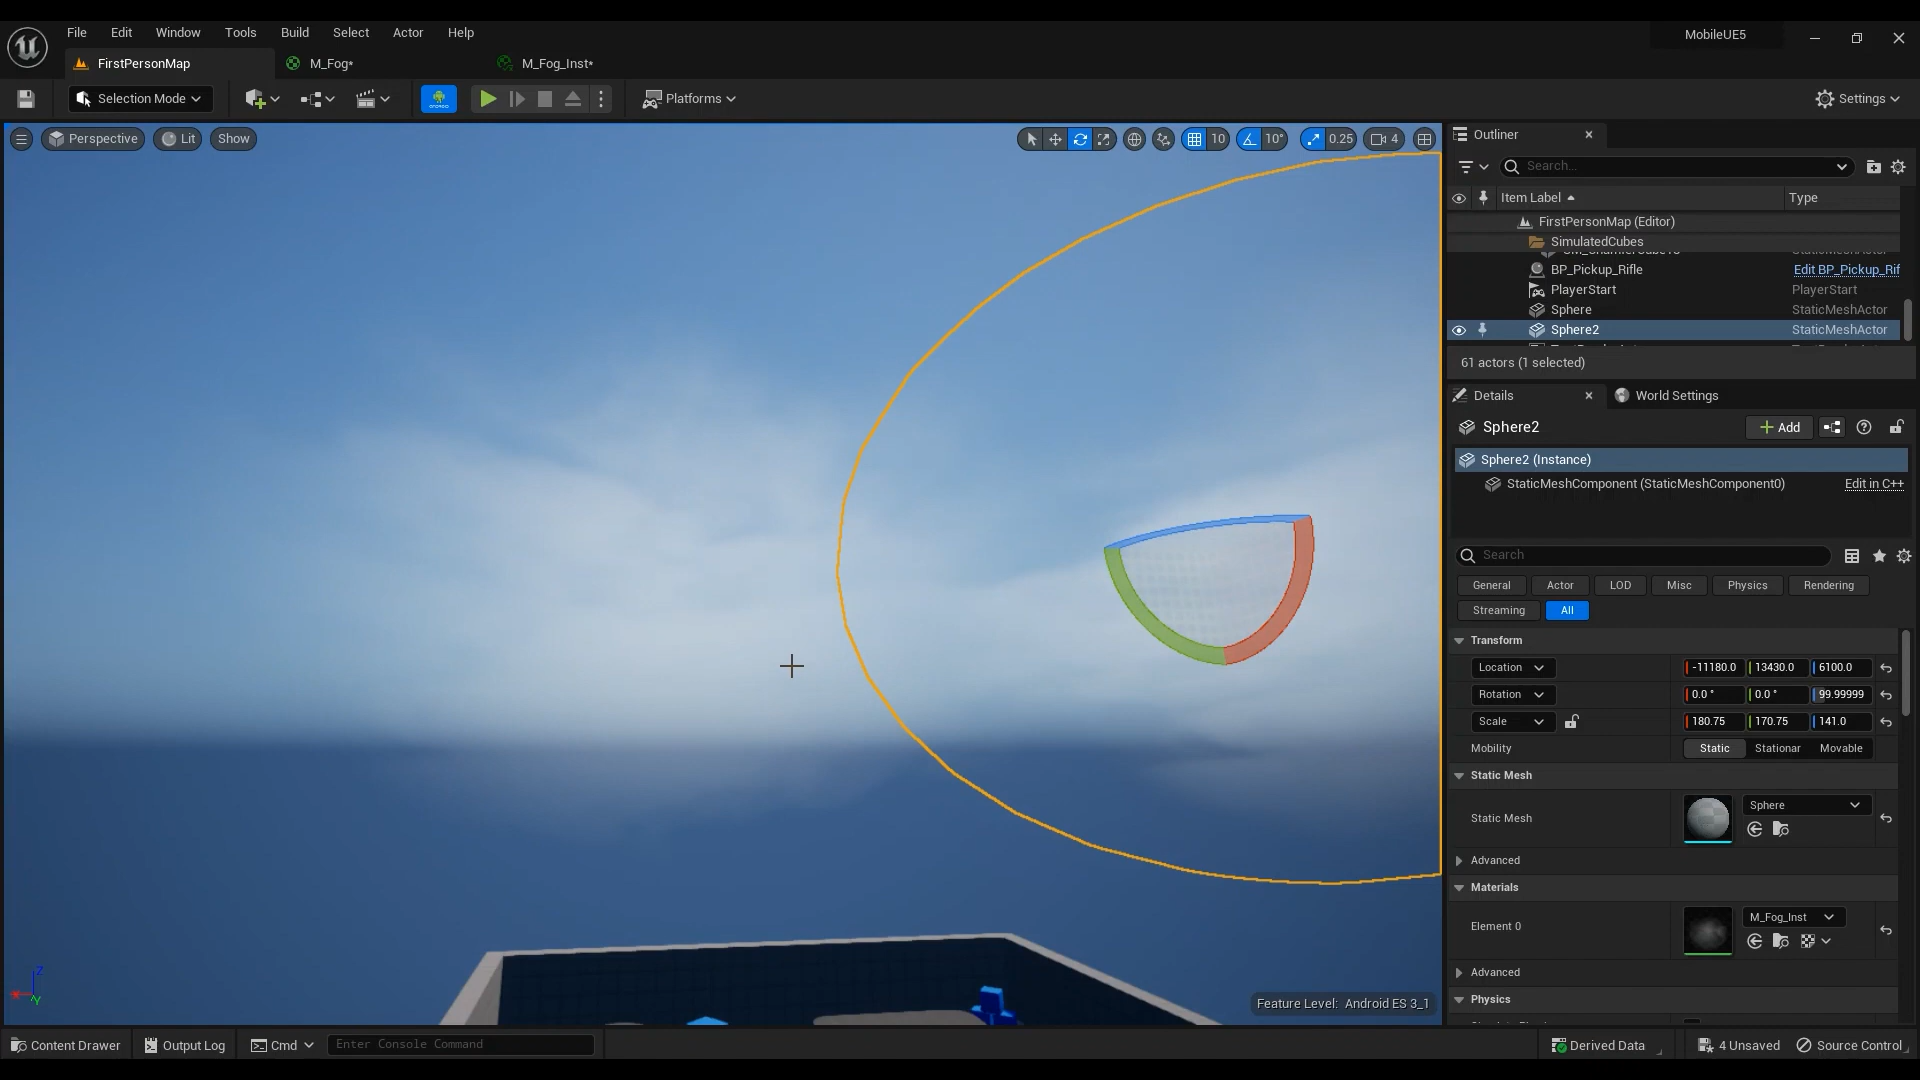 File Edit Window Tools Build Select Actor Help
MobileUE5
FirstPersonMap
M_Fog*
M_Fog_Inst*
Selection Mode
Platforms
Settings
Perspective
Lit
Show
10
10°
0.25
4
Outliner
Search...
Item Label
Type
FirstPersonMap (Editor)
SimulatedCubes
BP_Pickup_Rifle Edit BP_Pickup_Rif
PlayerStart PlayerStart
Sphere StaticMeshActor
Sphere2 StaticMeshActor
61 actors (1 selected)
Details
World Settings
Sphere2
Add
Sphere2 (Instance)
StaticMeshComponent (StaticMeshComponent0) Edit in C++
Search
General Actor LOD Misc Physics Rendering
Streaming All
Transform
Location -11180.0 13430.0 6100.0
Rotation 0.0 ° 0.0 ° 99.99999
Scale 180.75 170.75 141.0
Mobility Static Stationar Movable
Static Mesh
Sphere
Static Mesh
Advanced
Materials
M_Fog_Inst
Element 0
Advanced
Physics
X
Y
Z
Feature Level: Android ES 3_1
Content Drawer
Output Log
Cmd
Enter Console Command
Derived Data
4 Unsaved
Source Control